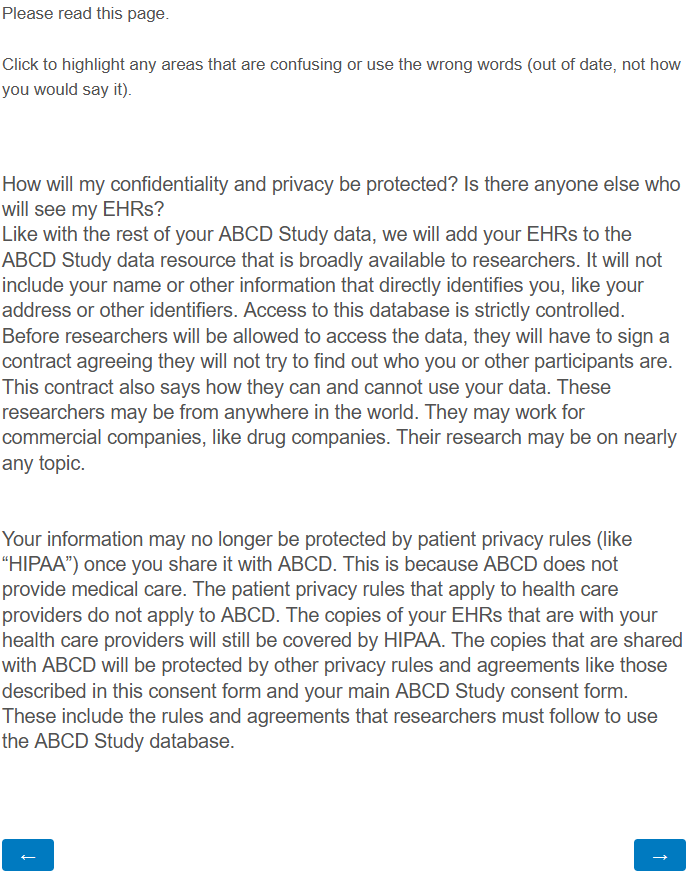 Please read this page.
Click to highlight any areas that are confusing or use the wrong words (out of date, not how
you would say it).
How will my confidentiality and privacy be protected? Is there anyone else who
will see my EHRs?
Like with the rest of your ABCD Study data, we will add your EHRs to the
ABCD Study data resource that is broadly available to researchers. It will not
include your name or other information that directly identifies you, like your
address or other identifiers. Access to this database is strictly controlled.
Before researchers will be allowed to access the data, they will have to sign a
contract agreeing they will not try to find out who you or other participants are.
This contract also says how they can and cannot use your data. These
researchers may be from anywhere in the world. They may work for
commercial companies, like drug companies. Their research may be on nearly
any topic.
Your information may no longer be protected by patient privacy rules (like
“HIPAA”) once you share it with ABCD. This is because ABCD does not
provide medical care. The patient privacy rules that apply to health care
providers do not apply to ABCD. The copies of your EHRs that are with your
health care providers will still be covered by HIPAA. The copies that are shared
with ABCD will be protected by other privacy rules and agreements like those
described in this consent form and your main ABCD Study consent form.
These include the rules and agreements that researchers must follow to use
the ABCD Study database.
← →